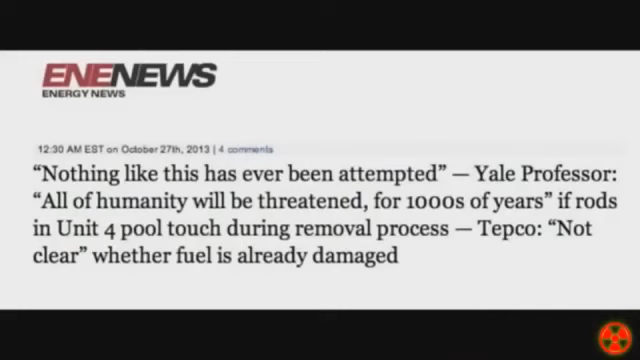 ENENEWS
ENERGY NEWS
12:30 AM EST on October 27th, 2013 | 4 comments
“Nothing like this has ever been attempted” — Yale Professor:
“All of humanity will be threatened, for 1000s of years” if rods
in Unit 4 pool touch during removal process — Tepco: “Not
clear” whether fuel is already damaged